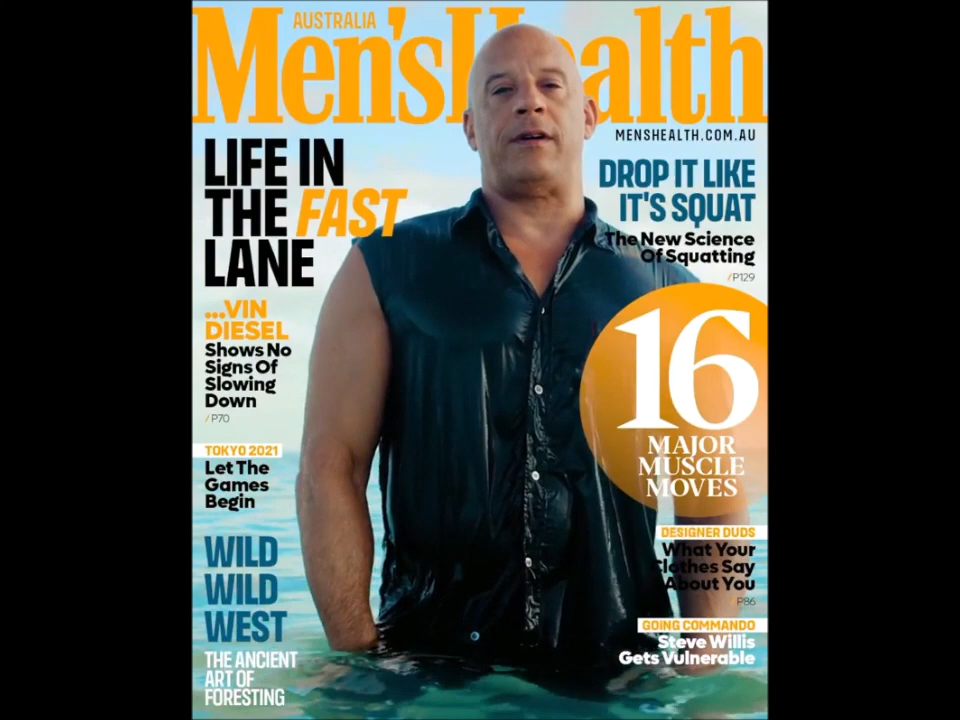 AUSTRALIA
Men'sHealth
MENSHEALTH.COM.AU
LIFE IN
THE FAST
LANE
...VIN
DIESEL
Shows No
Signs Of
Slowing
Down
/P70
TOKYO 2021
Let The
Games
Begin
WILD
WILD
WEST
THE ANCIENT
ART OF
FORESTING
DROP IT LIKE
IT'S SQUAT
The New Science
Of Squatting
/P129
16
MAJOR
MUSCLE
MOVES
DESIGNER DUDS
What Your
Clothes Say
About You
P86
GOING COMMANDO
Steve Willis
Gets Vulnerable